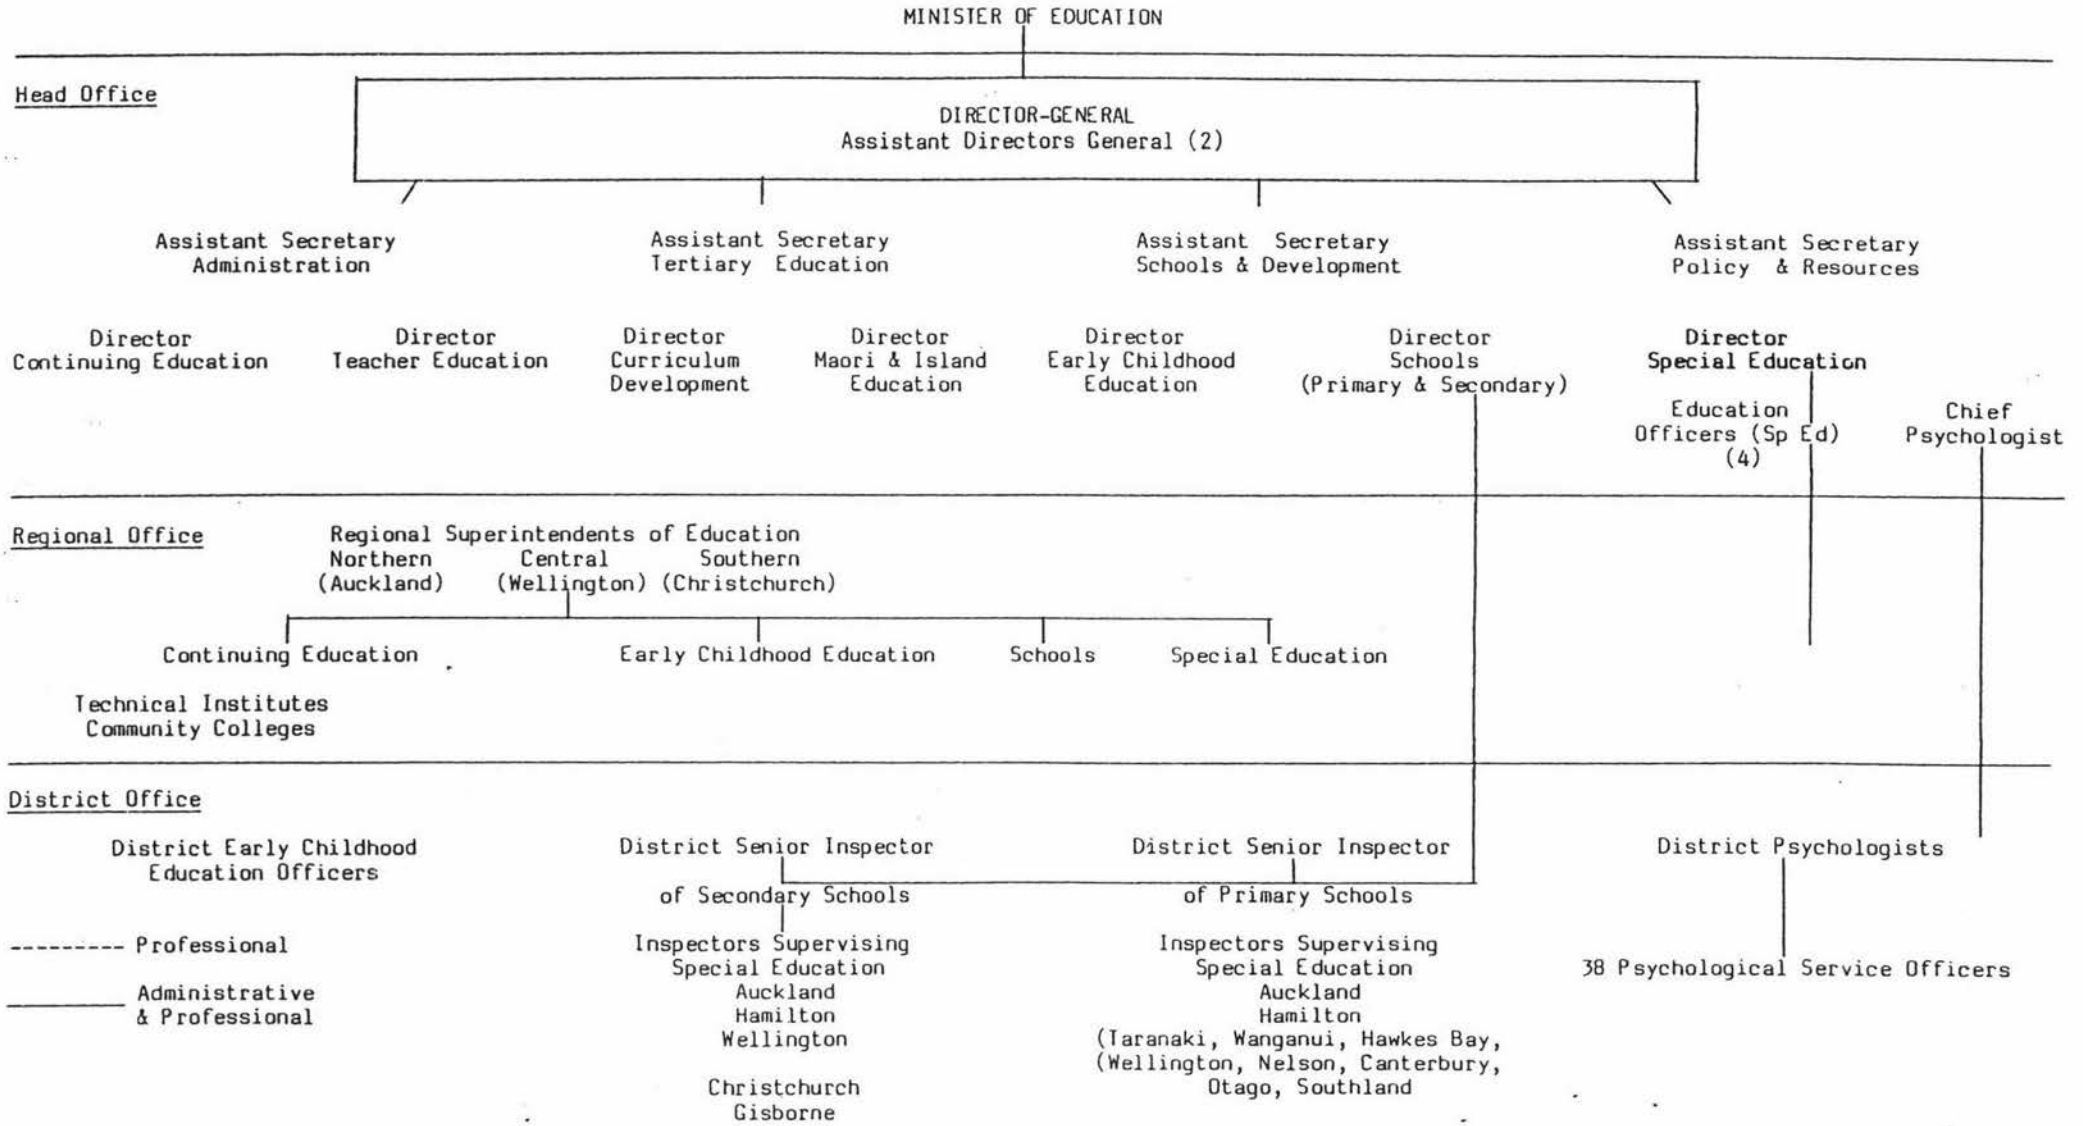 MINISTER OF EDUCATION
Head Office
DIRECTOR-GENERAL
Assistant Directors General (2)
Assistant Secretary
Administration
Assistant Secretary
Tertiary Education
Assistant Secretary
Schools & Development
Assistant Secretary
Policy & Resources
Director
Continuing Education
Director
Teacher Education
Director
Curriculum
Development
Director
Maori & Island
Education
Director
Early Childhood
Education
Director
Schools
(Primary & Secondary)
Director
Special Education
Education
Officers (Sp Ed)
(4)
Chief
Psychologist
Regional Office
Regional Superintendents of Education
Northern Central Southern
(Auckland) (Wellington) (Christchurch)
Continuing Education
Early Childhood Education
Schools
Special Education
Technical Institutes
Community Colleges
District Office
District Early Childhood
Education Officers
District Senior Inspector
of Secondary Schools
Inspectors Supervising
Special Education
Auckland
Hamilton
Wellington
Christchurch
Gisborne
District Senior Inspector
of Primary Schools
Inspectors Supervising
Special Education
Auckland
Hamilton
(Taranaki, Wanganui, Hawkes Bay,
(Wellington, Nelson, Canterbury,
Otago, Southland
District Psychologists
38 Psychological Service Officers
--------- Professional
Administrative
& Professional